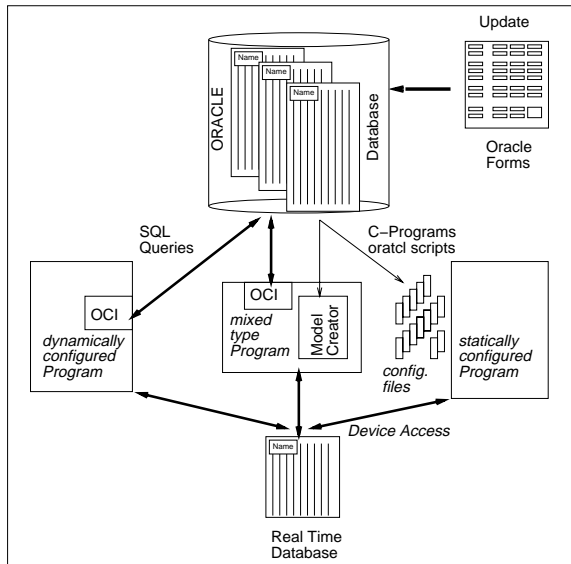 Update
Name
Name
Name
ORACLE
Database
Oracle
Forms
SQL
Queries
C-Programs
oratcl scripts
OCI
dynamically
configured
Program
OCI
mixed
type
Program
Model
Creator
config.
files
statically
configured
Program
Device Access
Name
Real Time
Database